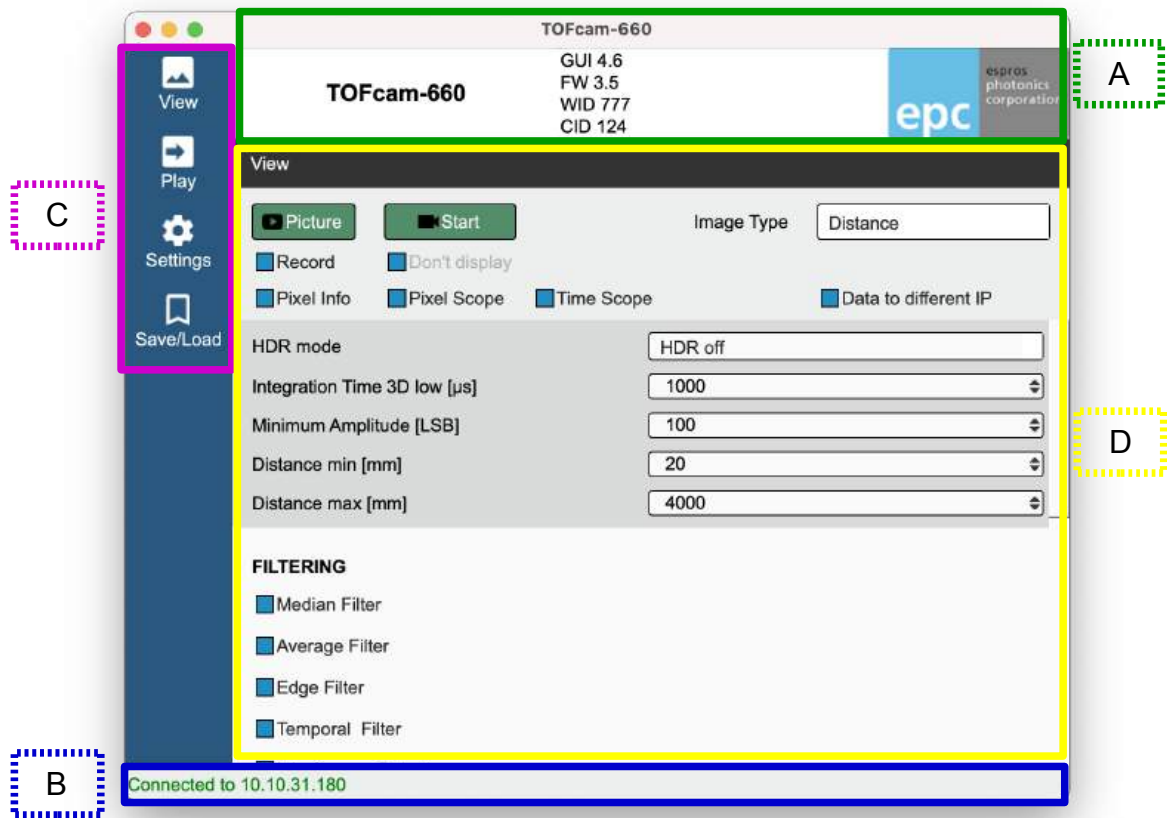 TOFcam-660
TOFcam-660
GUI 4.6
FW 3.5
WID 777
CID 124
epc
espros
photonics
corporation
A
View
Play
Settings
Save/Load
C
View
Picture
Start
Image Type
Distance
Record
Don't display
Pixel Info
Pixel Scope
Time Scope
Data to different IP
HDR mode
HDR off
Integration Time 3D low [µs]
1000
Minimum Amplitude [LSB]
100
Distance min [mm]
20
Distance max [mm]
4000
D
FILTERING
Median Filter
Average Filter
Edge Filter
Temporal Filter
B
Connected to 10.10.31.180